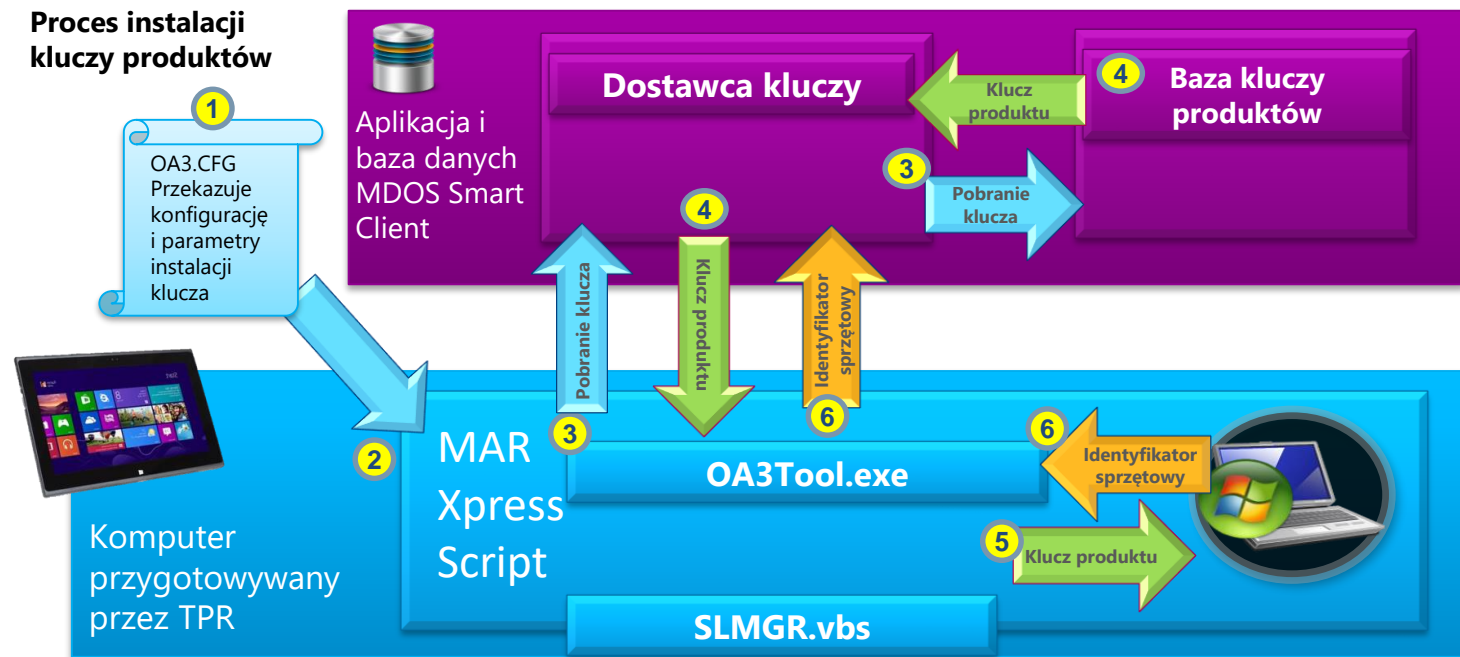 Proces instalacji
kluczy produktów
1
OA3.CFG
Przekazuje
konfigurację
i parametry
instalacji
klucza
Aplikacja i
baza danych
MDOS Smart
Client
Dostawca kluczy
Klucz
produktu
4
Baza kluczy
produktów
3
Pobranie
klucza
4
Pobranie klucza
Klucz produktu
Identyfikator
sprzętowy
2
3
6
6
MAR
Xpress
Script
OA3Tool.exe
Identyfikator
sprzętowy
5
Klucz produktu
Komputer
przygotowywany
przez TPR
SLMGR.vbs